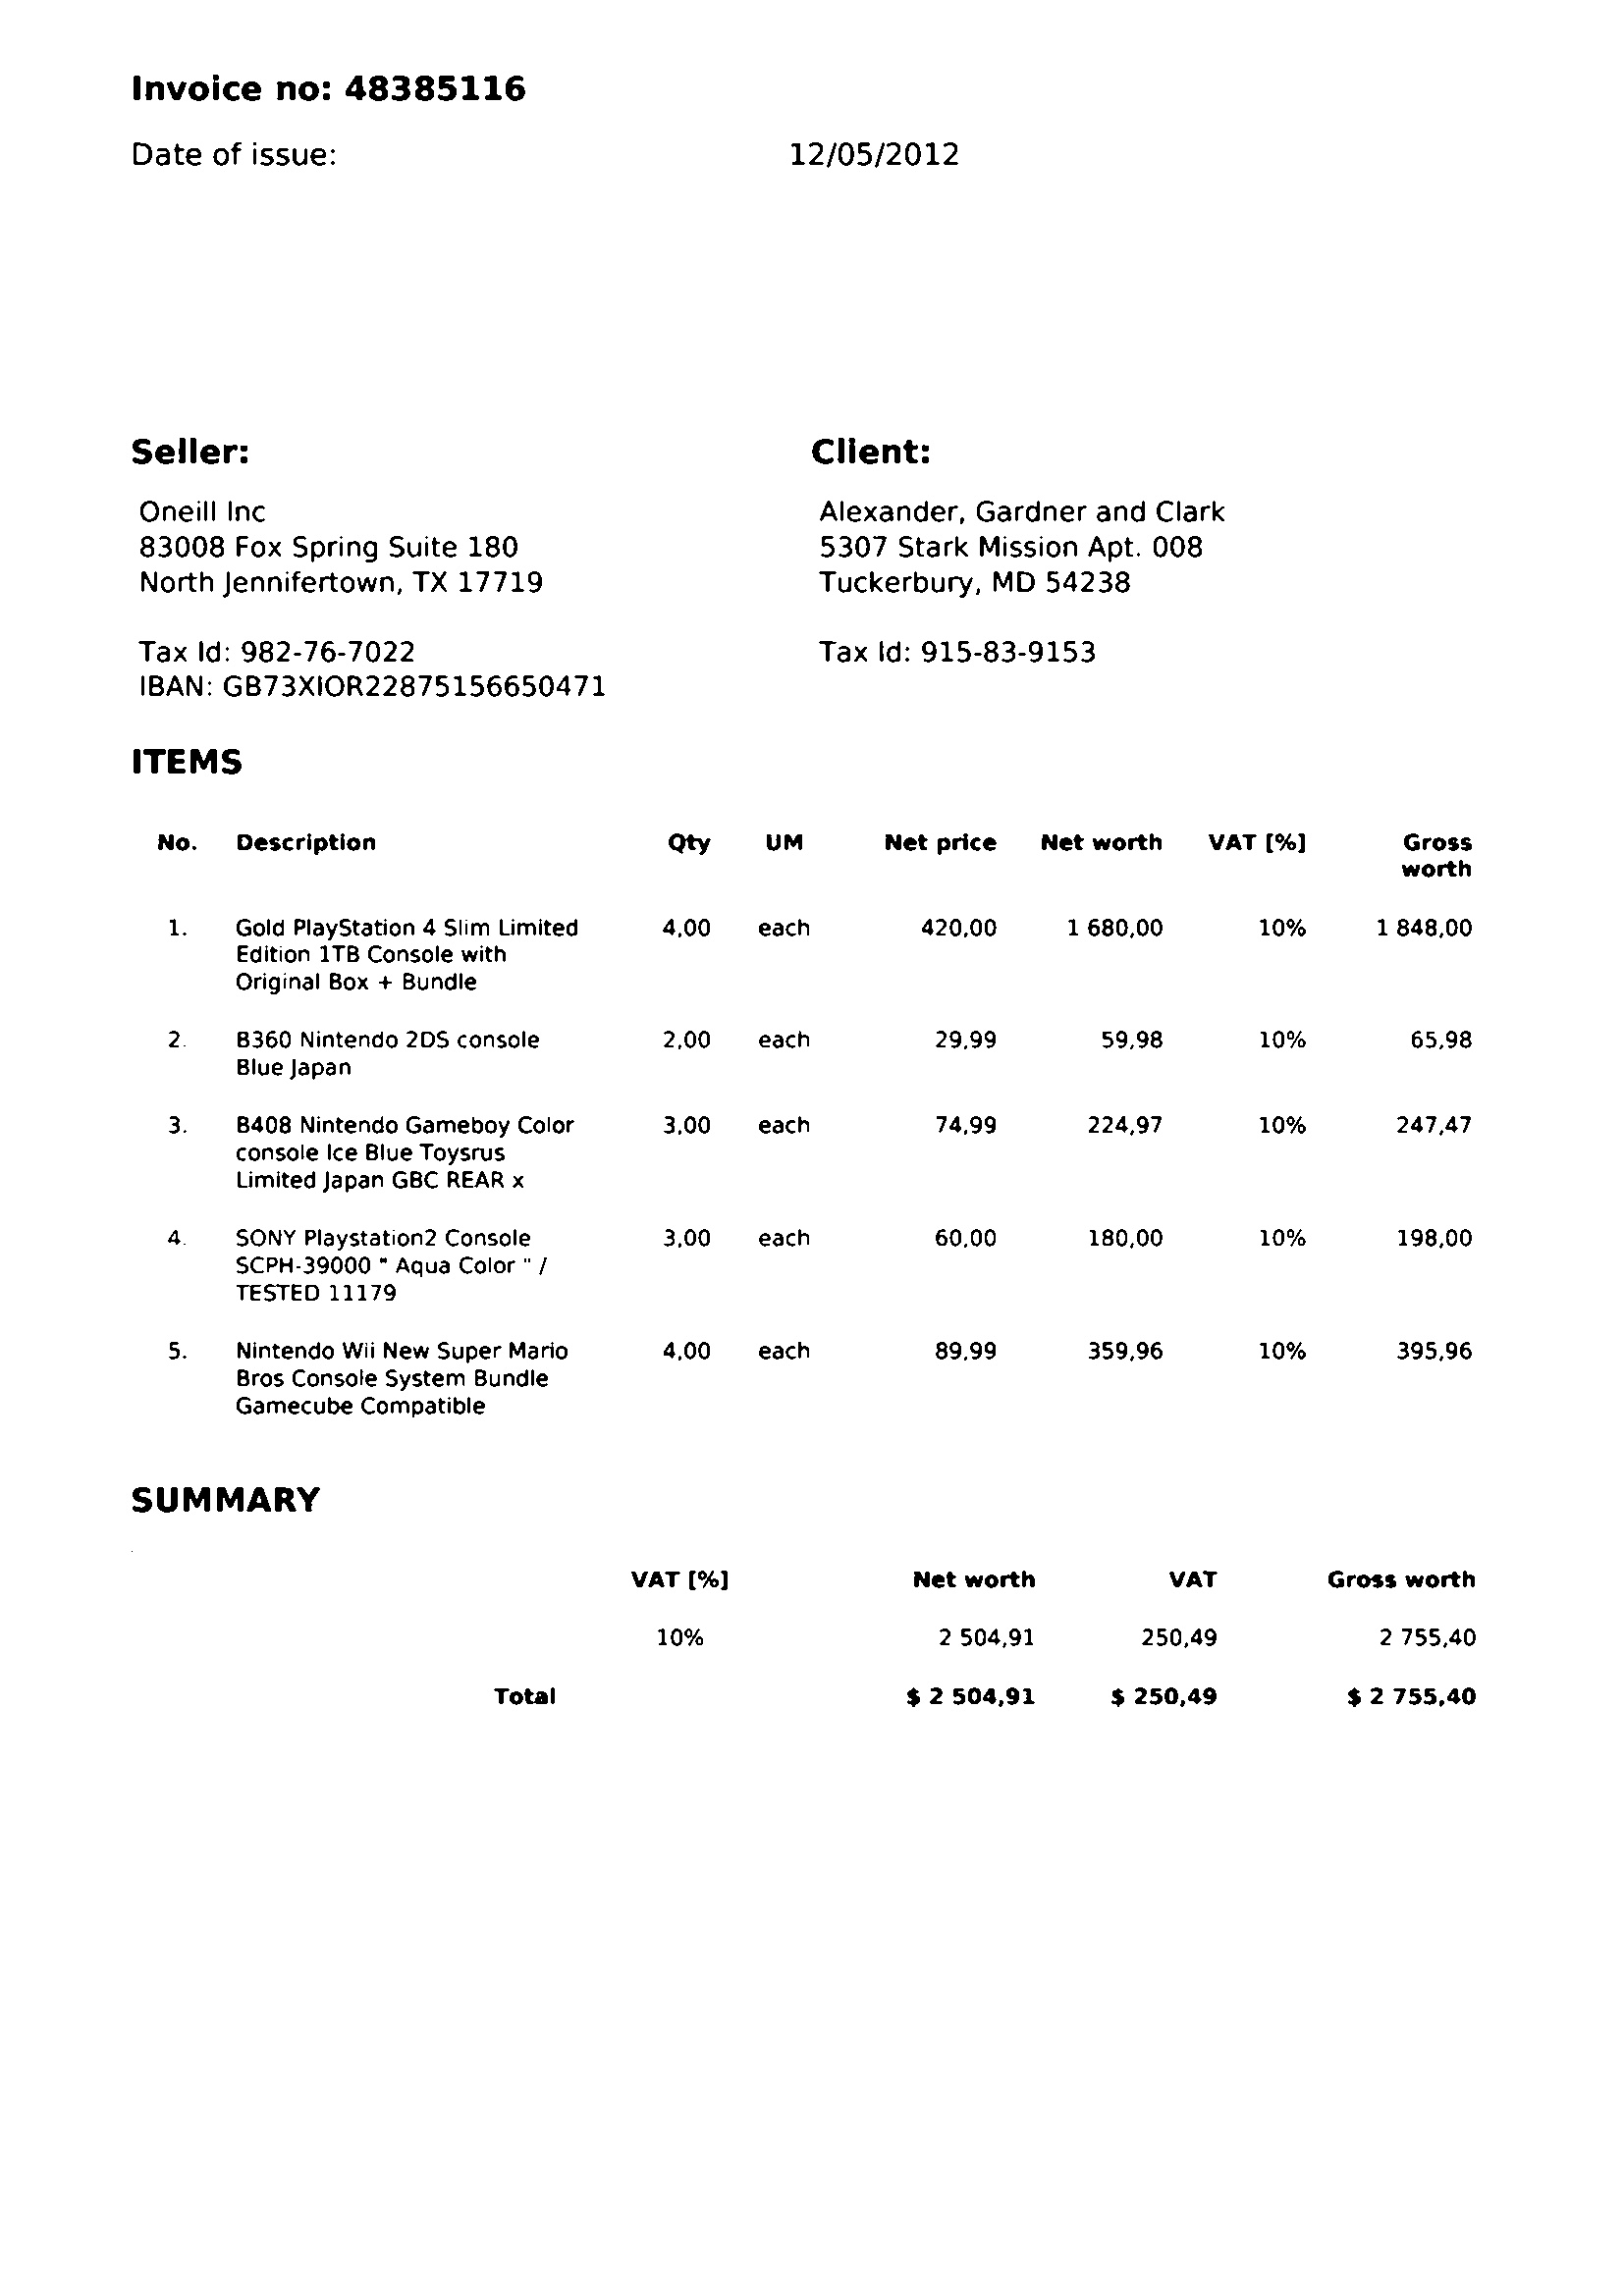 Invoice no: 48385116
Date of issue: 12/05/2012
Seller: Client:
Oneill Inc Alexander, Gardner and Clark
83008 Fox Spring Suite 180 5307 Stark Mission Apt. 008
North Jennifertown, TX 17719 Tuckerbury, MD 54238
Tax Id: 982-76-7022 Tax Id: 915-83-9153
IBAN: GB73XIOR22875156650471
ITEMS
No. Description Qty UM Net price Net worth VAT [%] Gross
worth
1. Gold PlayStation 4 Slim Limited 4,00 each 420,00 1 680,00 10% 1 848,00
Edition 1TB Console with
Original Box + Bundle
2. B360 Nintendo 2DS console 2,00 each 29,99 59,98 10% 65,98
Blue Japan
3. B408 Nintendo Gameboy Color 3,00 each 74,99 224,97 10% 247,47
console Ice Blue Toysrus
Limited Japan GBC REAR x
4. SONY Playstation2 Console 3,00 each 60,00 180,00 10% 198,00
SCPH-39000 " Aqua Color " /
TESTED 11179
5. Nintendo Wii New Super Mario 4,00 each 89,99 359,96 10% 395,96
Bros Console System Bundle
Gamecube Compatible
SUMMARY
VAT [%] Net worth VAT Gross worth
10% 2 504,91 250,49 2 755,40
Total $ 2 504,91 $ 250,49 $ 2 755,40